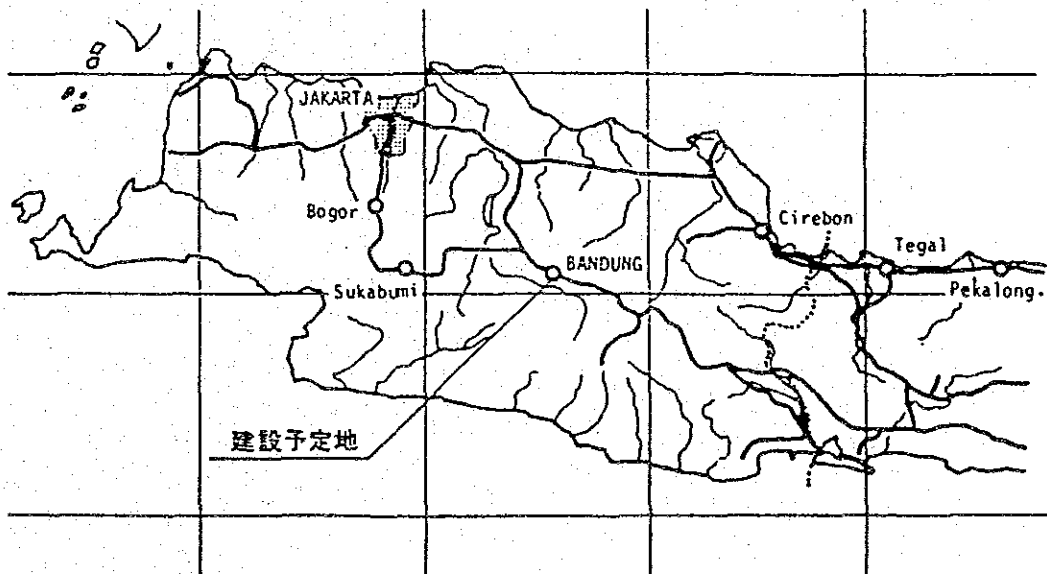 JAKARTA
Bogor
Cirebon
Tegal
BANDUNG
Sukabumi
Pekalong.
建設予定地